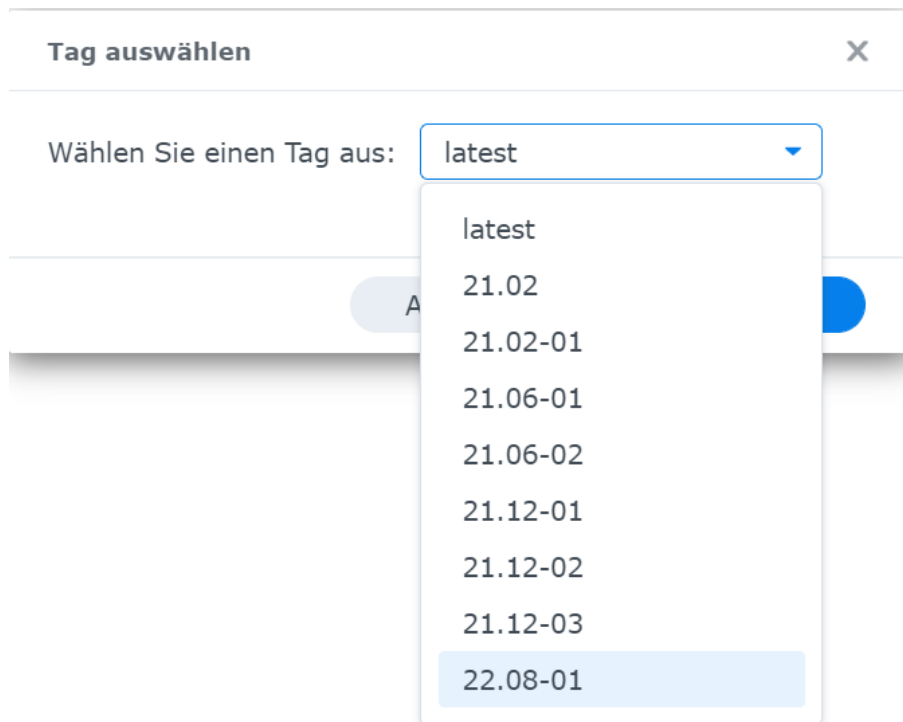 Tag auswählen
Wählen Sie einen Tag aus: latest
latest
21.02
A
21.02-01
21.06-01
21.06-02
21.12-01
21.12-02
21.12-03
22.08-01